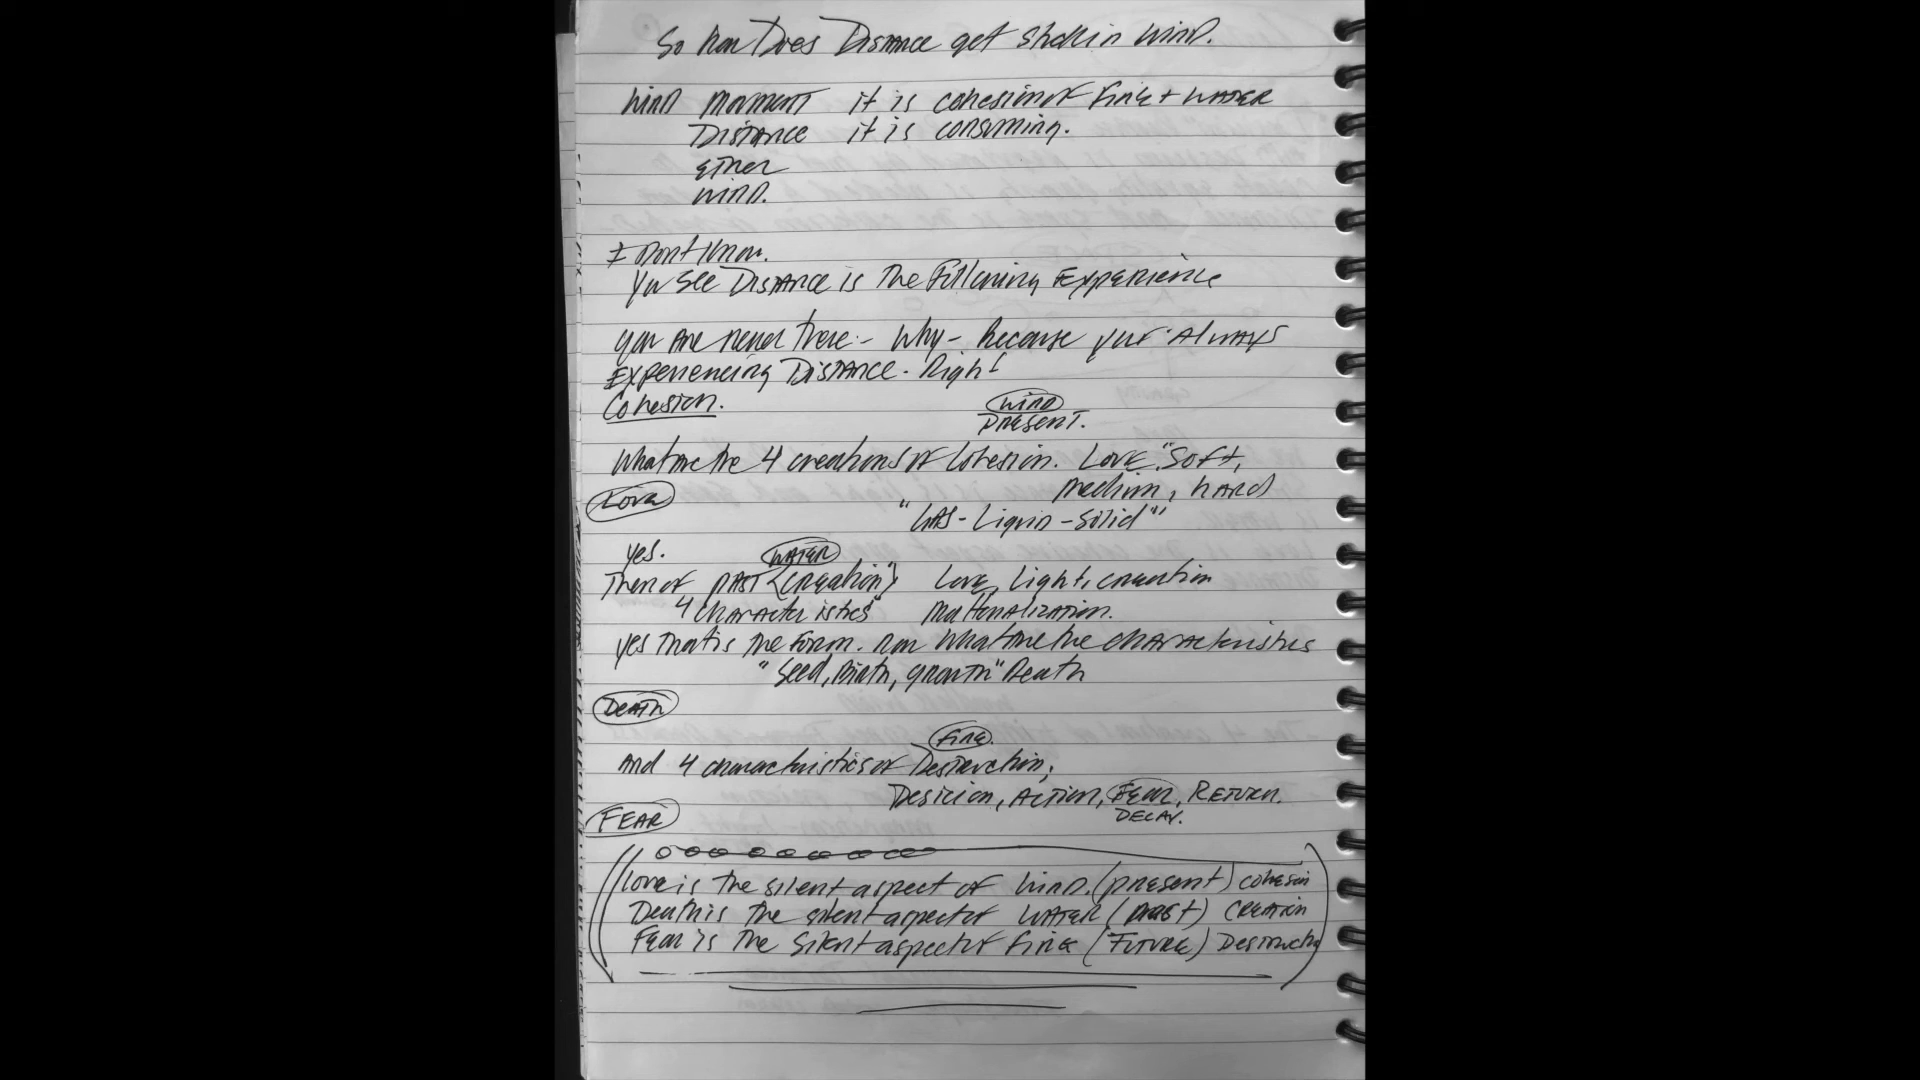 So how Does Distance get stuck in wind.
wind movment it is cohesion of Fire + WATER
Distance it is consuming.
Ether
wind.
I Dont Know.
You See Distance is The Following Experience
you Are never there:- Why- Because your Always
Experiencing Distance. Right
Cohesion.
wind
PRESENT.
What are the 4 creations of Cohesion. Love "Soft,
Medium, hARd
Love
"GAS-Liquid-Solid"
yes.
WATER
Then of PAST (creation") Love, Light, creation
4 CharActeristics" Materialization.
yes that is The Form. now what are the charActeristics
"Seed, Birth, growth" Death
Death
Fire.
And 4 characteristics of Destruction;
Desicion, Action, Fear, Return.
DECAY.
FEAR
Love is The silent aspect of Wind. (present) cohesin
Death is The silent aspect of WATER (past) CREATION
Fear is The Silent aspect of Fire (Future) Destructio